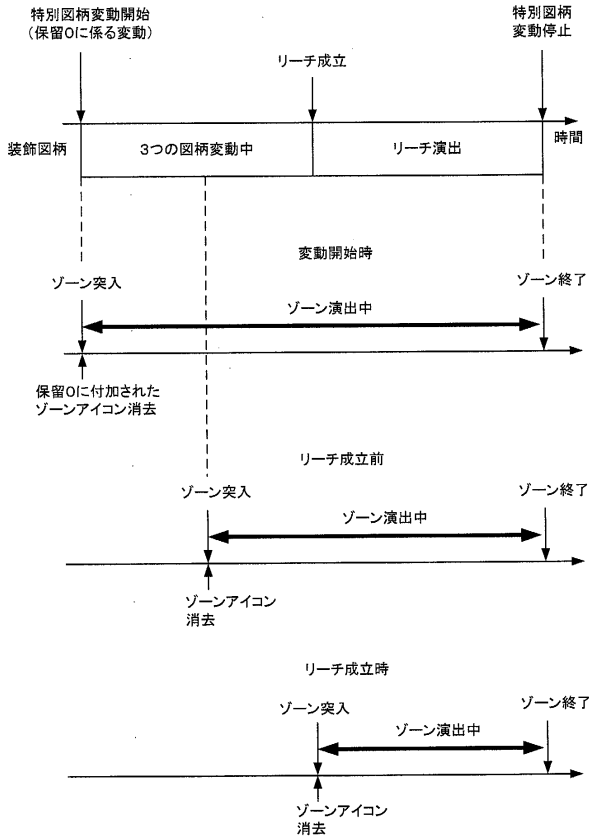 特別図柄変動開始
（保留０に係る変動）
特別図柄
変動停止
リーチ成立
装飾図柄
３つの図柄変動中
リーチ演出
時間
変動開始時
ゾーン突入
ゾーン終了
ゾーン演出中
保留０に付加された
ゾーンアイコン消去
リーチ成立前
ゾーン突入
ゾーン終了
ゾーン演出中
ゾーンアイコン
消去
リーチ成立時
ゾーン突入
ゾーン終了
ゾーン演出中
ゾーンアイコン
消去